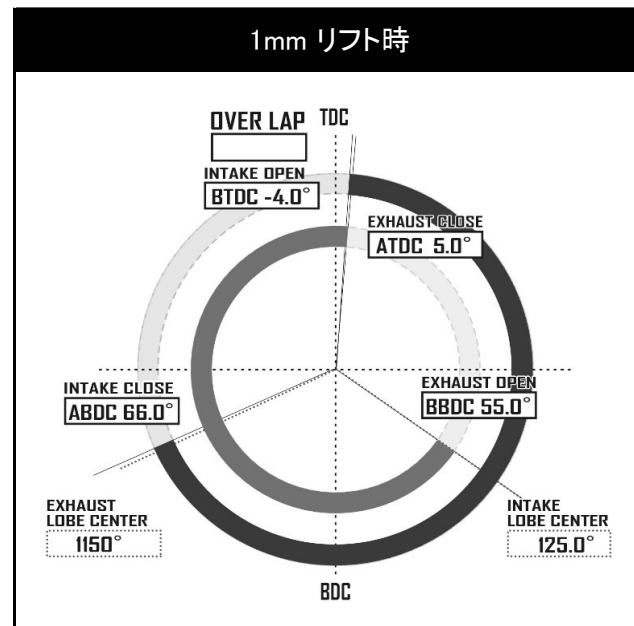 1mm リフト時
OVER LAP
TDC
INTAKE OPEN
BTDC -4.0°
EXHAUST CLOSE
ATDC 5.0°
INTAKE CLOSE
ABDC 66.0°
EXHAUST OPEN
BBDC 55.0°
EXHAUST
LOBE CENTER
1150°
INTAKE
LOBE CENTER
125.0°
BDC